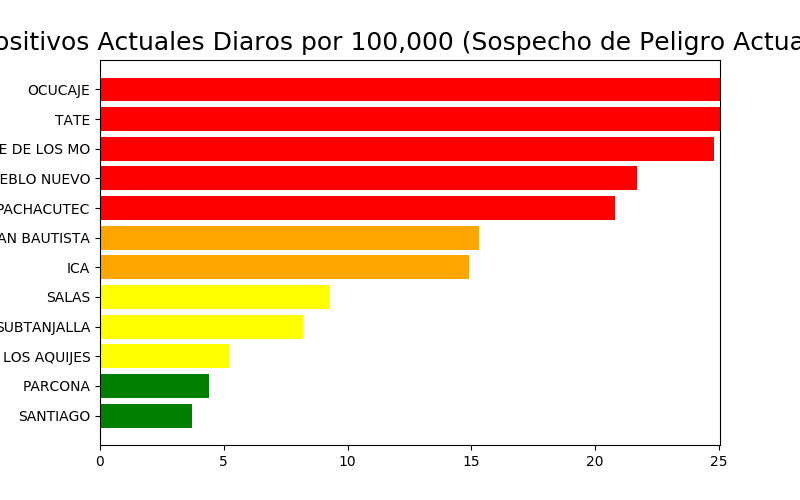 ositivos Actuales Diaros por 100,000 (Sospecho de Peligro Actua
OCUCAJE
TATE
E DE LOS MO
EBLO NUEVO
PACHACUTEC
AN BAUTISTA
ICA
SALAS
SUBTANJALLA
LOS AQUIJES
PARCONA
SANTIAGO
0 5 10 15 20 25